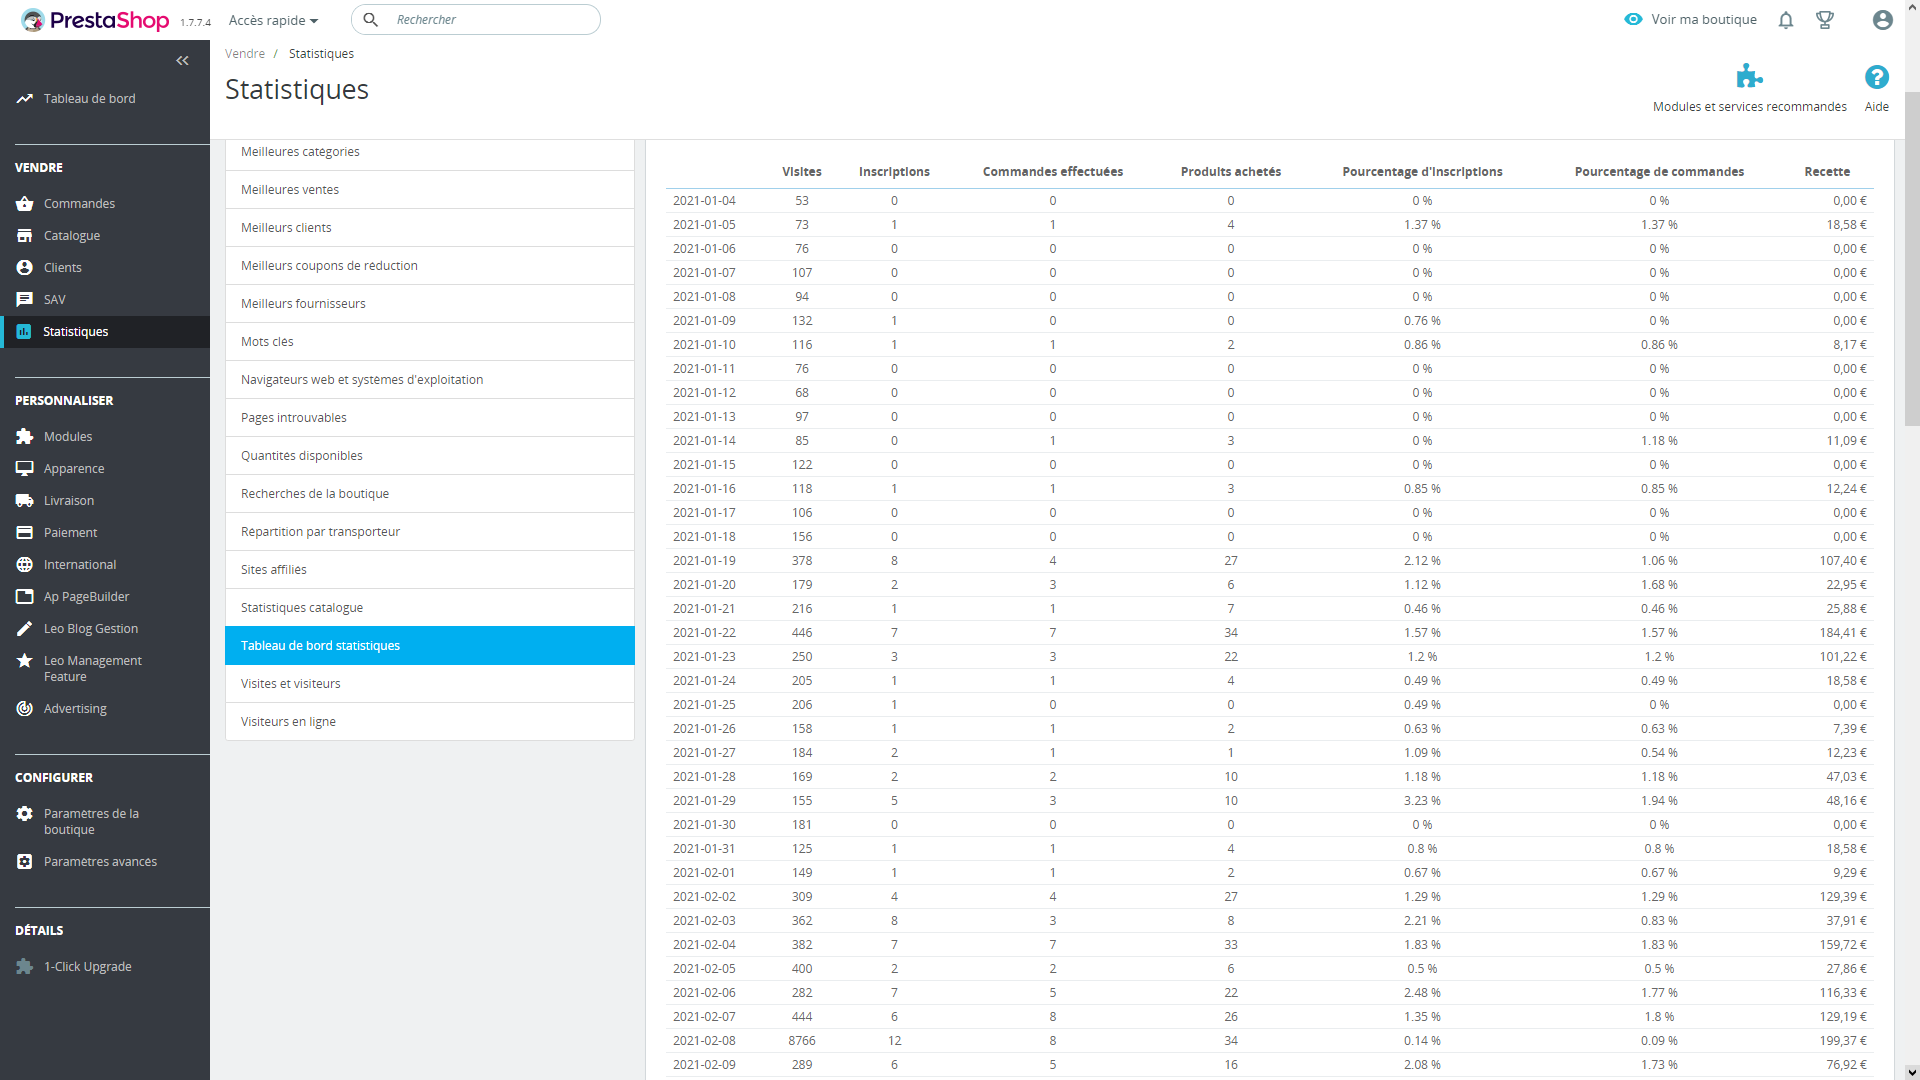 PrestaShop 1.7.7.4 Accès rapide Rechercher Voir ma boutique
Vendre / Statistiques
Statistiques
Modules et services recommandés Aide
Tableau de bord
VENDRE
Commandes
Catalogue
Clients
SAV
Statistiques
PERSONNALISER
Modules
Apparence
Livraison
Paiement
International
Ap PageBuilder
Leo Blog Gestion
Leo Management
Feature
Advertising
CONFIGURER
Paramètres de la
boutique
Paramètres avancés
DÉTAILS
1-Click Upgrade
Meilleures catégories
Meilleures ventes
Meilleurs clients
Meilleurs coupons de réduction
Meilleurs fournisseurs
Mots clés
Navigateurs web et systèmes d'exploitation
Pages introuvables
Quantités disponibles
Recherches de la boutique
Répartition par transporteur
Sites affiliés
Statistiques catalogue
Tableau de bord statistiques
Visites et visiteurs
Visiteurs en ligne
Visites Inscriptions Commandes effectuées Produits achetés Pourcentage d'inscriptions Pourcentage de commandes Recette
2021-01-04 53 0 0 0 0 % 0 % 0,00 €
2021-01-05 73 1 1 4 1.37 % 1.37 % 18,58 €
2021-01-06 76 0 0 0 0 % 0 % 0,00 €
2021-01-07 107 0 0 0 0 % 0 % 0,00 €
2021-01-08 94 0 0 0 0 % 0 % 0,00 €
2021-01-09 132 1 0 0 0.76 % 0 % 0,00 €
2021-01-10 116 1 1 2 0.86 % 0.86 % 8,17 €
2021-01-11 76 0 0 0 0 % 0 % 0,00 €
2021-01-12 68 0 0 0 0 % 0 % 0,00 €
2021-01-13 97 0 0 0 0 % 0 % 0,00 €
2021-01-14 85 0 1 3 0 % 1.18 % 11,09 €
2021-01-15 122 0 0 0 0 % 0 % 0,00 €
2021-01-16 118 1 1 3 0.85 % 0.85 % 12,24 €
2021-01-17 106 0 0 0 0 % 0 % 0,00 €
2021-01-18 156 0 0 0 0 % 0 % 0,00 €
2021-01-19 378 8 4 27 2.12 % 1.06 % 107,40 €
2021-01-20 179 2 3 6 1.12 % 1.68 % 22,95 €
2021-01-21 216 1 1 7 0.46 % 0.46 % 25,88 €
2021-01-22 446 7 7 34 1.57 % 1.57 % 184,41 €
2021-01-23 250 3 3 22 1.2 % 1.2 % 101,22 €
2021-01-24 205 1 1 4 0.49 % 0.49 % 18,58 €
2021-01-25 206 1 0 0 0.49 % 0 % 0,00 €
2021-01-26 158 1 1 2 0.63 % 0.63 % 7,39 €
2021-01-27 184 2 1 1 1.09 % 0.54 % 12,23 €
2021-01-28 169 2 2 10 1.18 % 1.18 % 47,03 €
2021-01-29 155 5 3 10 3.23 % 1.94 % 48,16 €
2021-01-30 181 0 0 0 0 % 0 % 0,00 €
2021-01-31 125 1 1 4 0.8 % 0.8 % 18,58 €
2021-02-01 149 1 1 2 0.67 % 0.67 % 9,29 €
2021-02-02 309 4 4 27 1.29 % 1.29 % 129,39 €
2021-02-03 362 8 3 8 2.21 % 0.83 % 37,91 €
2021-02-04 382 7 7 33 1.83 % 1.83 % 159,72 €
2021-02-05 400 2 2 6 0.5 % 0.5 % 27,86 €
2021-02-06 282 7 5 22 2.48 % 1.77 % 116,33 €
2021-02-07 444 6 8 26 1.35 % 1.8 % 129,19 €
2021-02-08 8766 12 8 34 0.14 % 0.09 % 199,37 €
2021-02-09 289 6 5 16 2.08 % 1.73 % 76,92 €